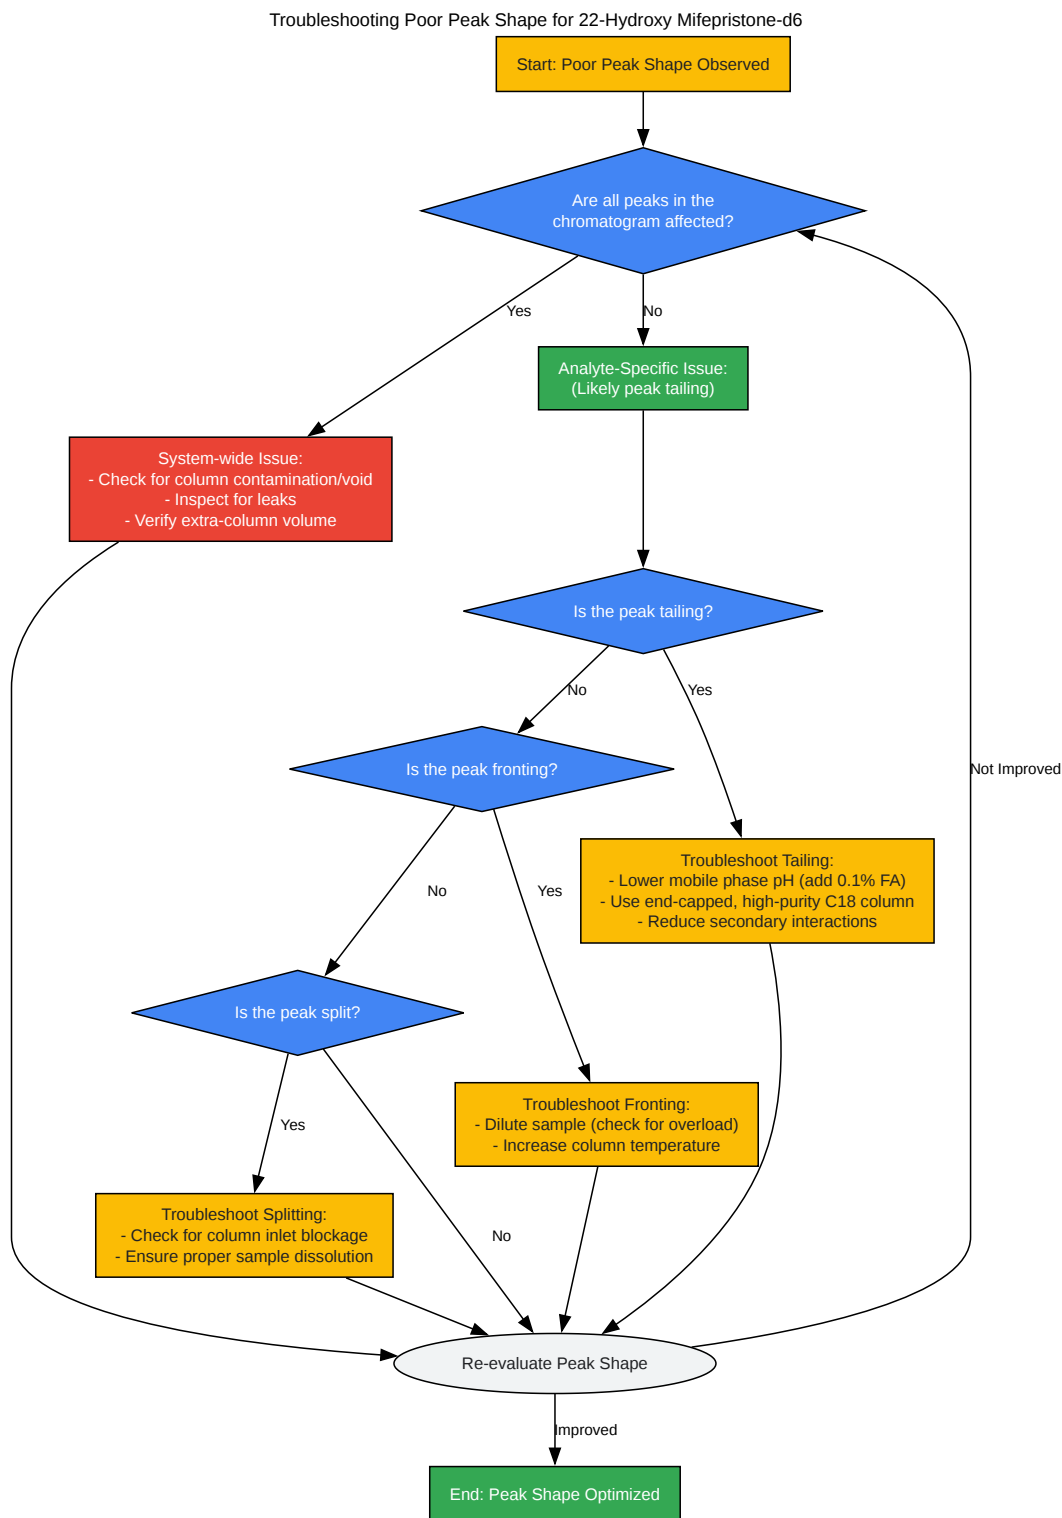 Troubleshooting Poor Peak Shape for 22-Hydroxy Mifepristone-d6
Start: Poor Peak Shape Observed
Are all peaks in the
chromatogram affected?
Yes
No
Analyte-Specific Issue:
(Likely peak tailing)
System-wide Issue:
- Check for column contamination/void
- Inspect for leaks
- Verify extra-column volume
Is the peak tailing?
No
Yes
Is the peak fronting?
Not Improved
Troubleshoot Tailing:
- Lower mobile phase pH (add 0.1% FA)
- Use end-capped, high-purity C18 column
- Reduce secondary interactions
No
Yes
Is the peak split?
Troubleshoot Fronting:
- Dilute sample (check for overload)
- Increase column temperature
Yes
No
Troubleshoot Splitting:
- Check for column inlet blockage
- Ensure proper sample dissolution
Re-evaluate Peak Shape
Improved
End: Peak Shape Optimized